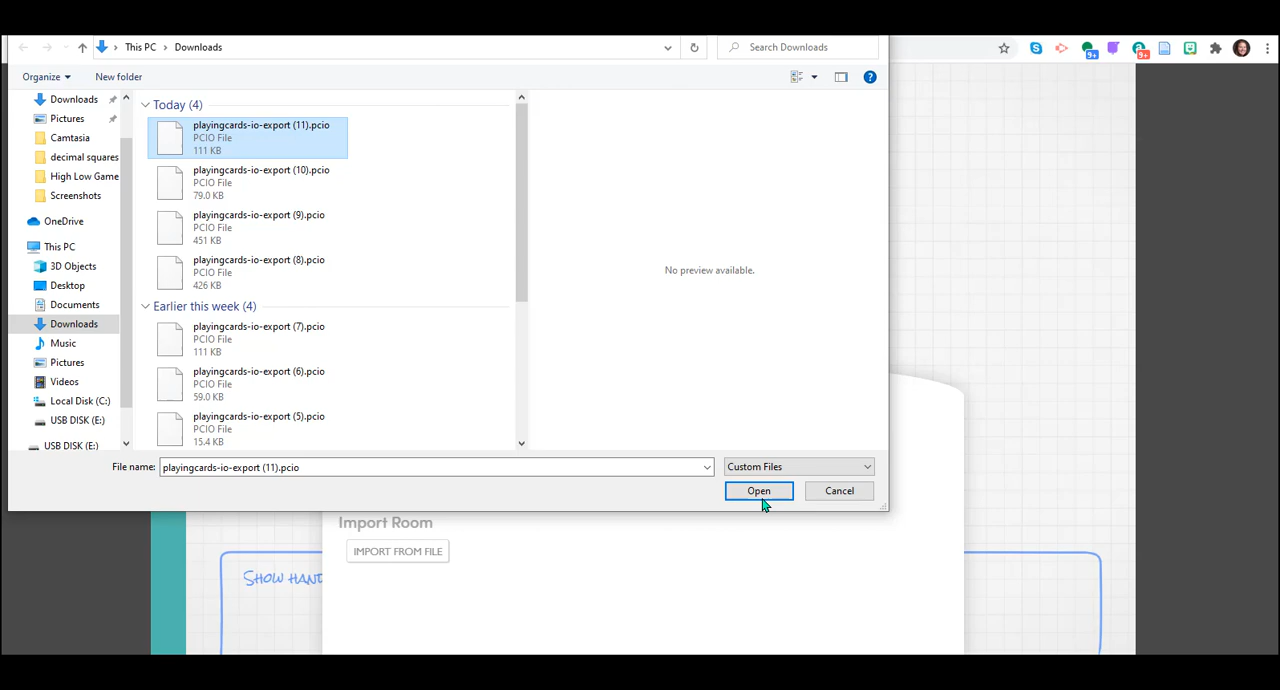 This PC > Downloads
Search Downloads
9+
9+
Organize
New folder
Downloads
Pictures
Camtasia
decimal squares
High Low Game
Screenshots
OneDrive
This PC
3D Objects
Desktop
Documents
Downloads
Music
Pictures
Videos
Local Disk (C:)
USB DISK (E:)
USB DISK (E:)
Today (4)
playingcards-io-export (11).pcio
PCIO File
111 KB
playingcards-io-export (10).pcio
PCIO File
79.0 KB
playingcards-io-export (9).pcio
PCIO File
451 KB
playingcards-io-export (8).pcio
PCIO File
426 KB
Earlier this week (4)
playingcards-io-export (7).pcio
PCIO File
111 KB
playingcards-io-export (6).pcio
PCIO File
59.0 KB
playingcards-io-export (5).pcio
PCIO File
15.4 KB
No preview available.
File name: playingcards-io-export (11).pcio
Custom Files
Open
Cancel
Import Room
IMPORT FROM FILE
SHOW HAND